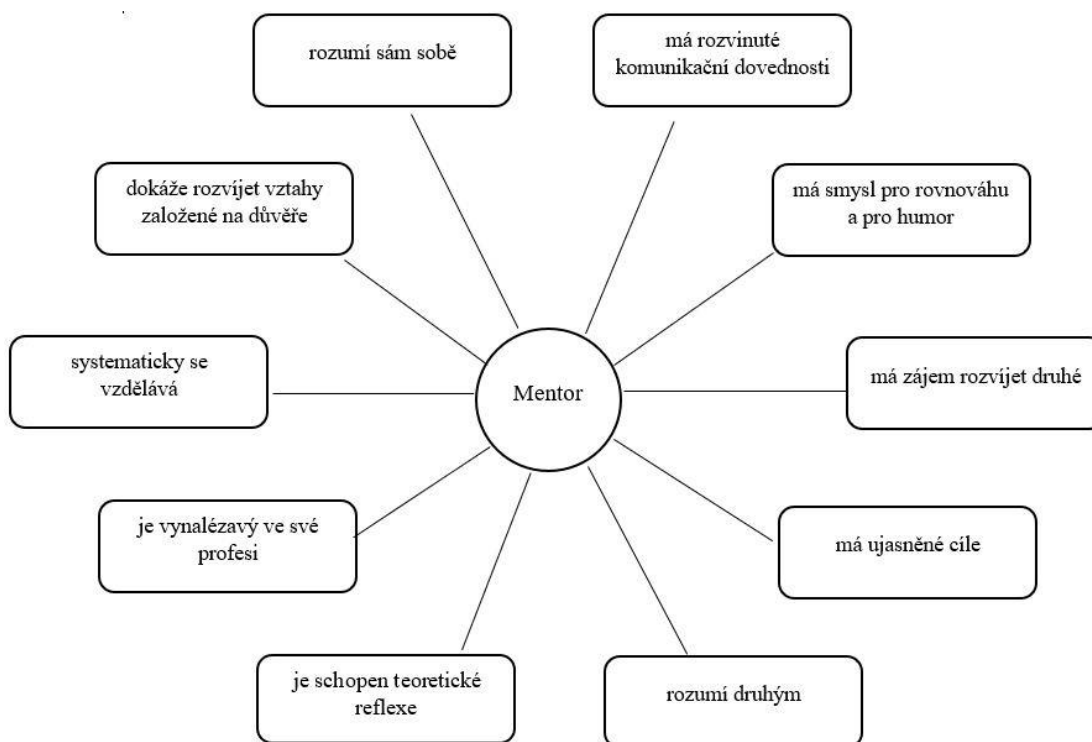 rozumí sám sobě
má rozvinuté
komunikační dovednosti
dokáže rozvíjet vztahy
založené na důvěře
má smysl pro rovnováhu
a pro humor
systematicky se
vzdělává
Mentor
má zájem rozvíjet druhé
je vynalézavý ve své
profesi
má ujasněné cíle
je schopen teoretické
reflexe
rozumí druhým